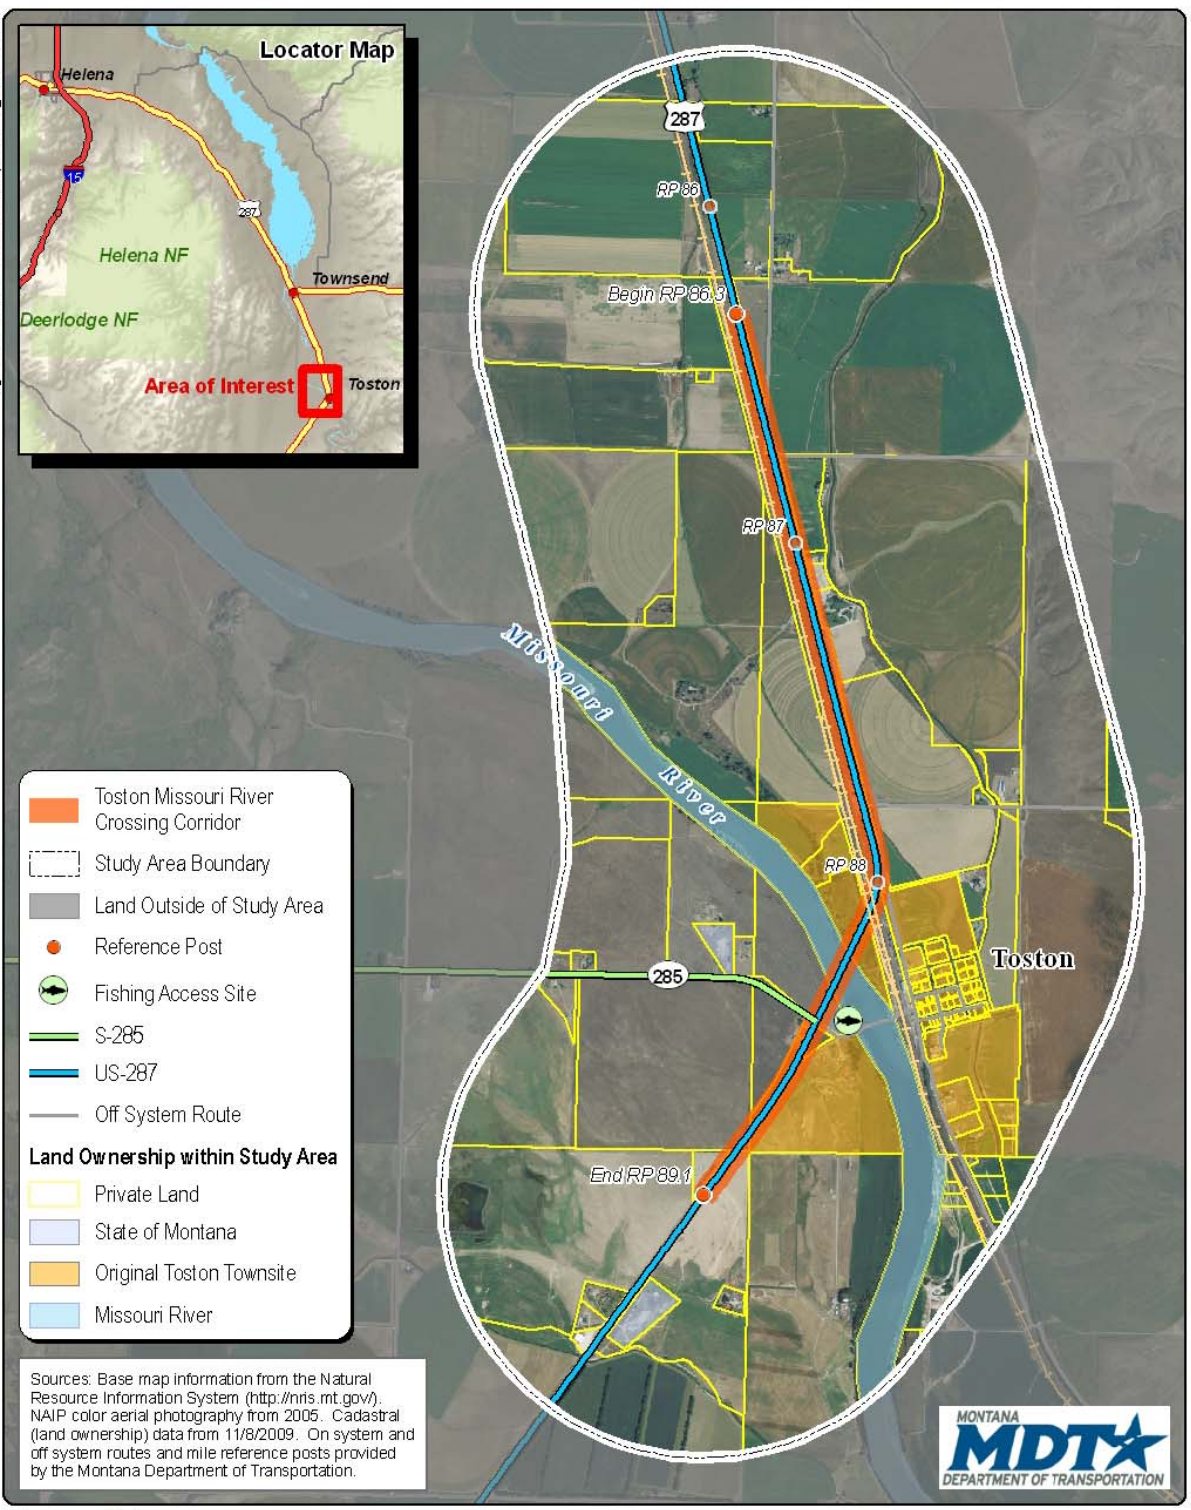 Locator Map
Helena
15
287
Helena NF
Townsend
Deerlodge NF
Area of Interest
Toston
287
RP 86
Begin RP 86.3
RP 87
Missouri
River
RP 88
Toston
285
End RP 89.1
Toston Missouri River
Crossing Corridor
Study Area Boundary
Land Outside of Study Area
Reference Post
Fishing Access Site
S-285
US-287
Off System Route
Land Ownership within Study Area
Private Land
State of Montana
Original Toston Townsite
Missouri River
Sources: Base map information from the Natural
Resource Information System (http://nris.mt.gov/).
NAIP color aerial photography from 2005. Cadastral
(land ownership) data from 11/8/2009. On system and
off system routes and mile reference posts provided
by the Montana Department of Transportation.
MONTANA
MDT
DEPARTMENT OF TRANSPORTATION